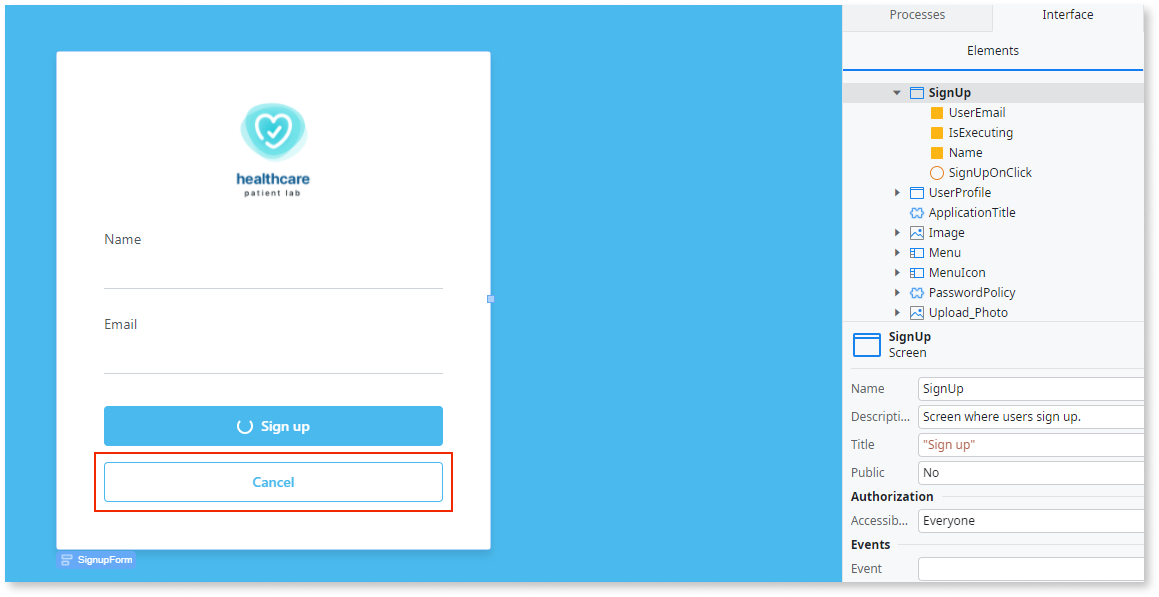 Processes
Interface
Elements
SignUp
UserEmail
IsExecuting
Name
SignUpOnClick
UserProfile
ApplicationTitle
Image
Menu
MenuIcon
PasswordPolicy
Upload_Photo
SignUp
Screen
Name SignUp
Descripti... Screen where users sign up.
Title "Sign up"
Public No
Authorization
Accessib... Everyone
Events
Event
healthcare
patient lab
Name
Email
Sign up
Cancel
SignupForm